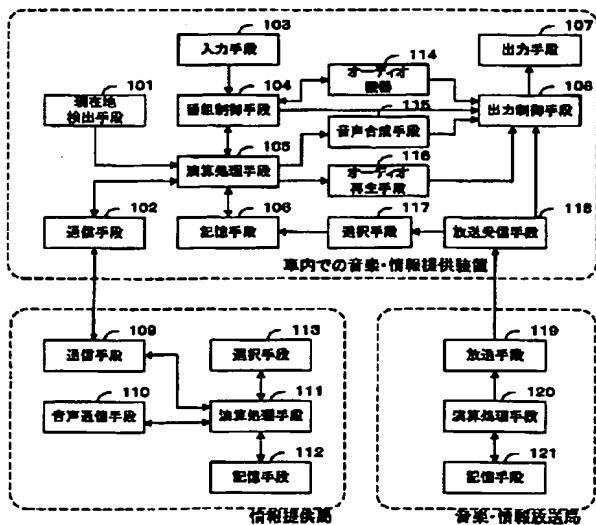 103
入力手段
107
出力手段
101
現在地
検出手段
104
番組制御手段
114
オーディオ
機器
108
出力制御手段
115
音声合成手段
105
演算処理手段
116
オーディオ
再生手段
102
通信手段
106
記憶手段
117
選択手段
118
放送受信手段
車内での音楽・情報提供装置
109
通信手段
113
選択手段
110
音声通信手段
111
演算処理手段
112
記憶手段
情報提供局
119
放送手段
120
演算処理手段
121
記憶手段
音楽・情報放送局